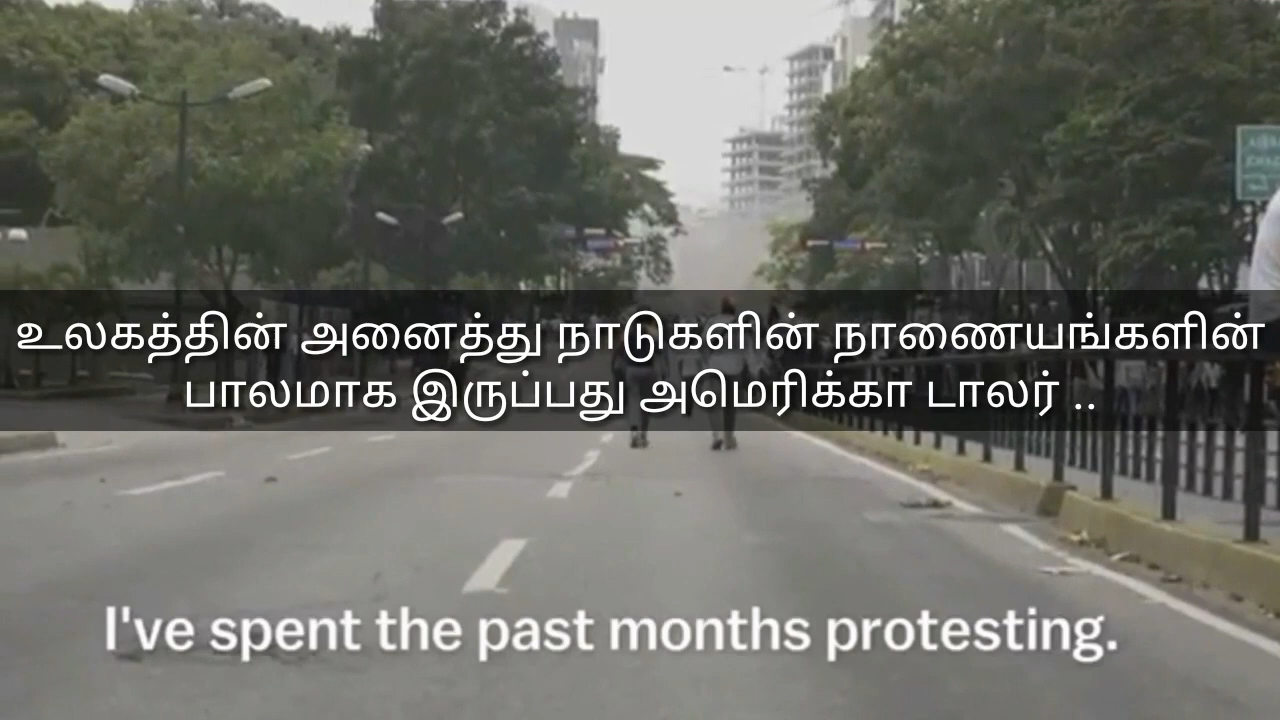 உலகத்தின் அனைத்து நாடுகளின் நாணையங்களின்
பாலமாக இருப்பது அமெரிக்கா டாலர் ..
I've spent the past months protesting.